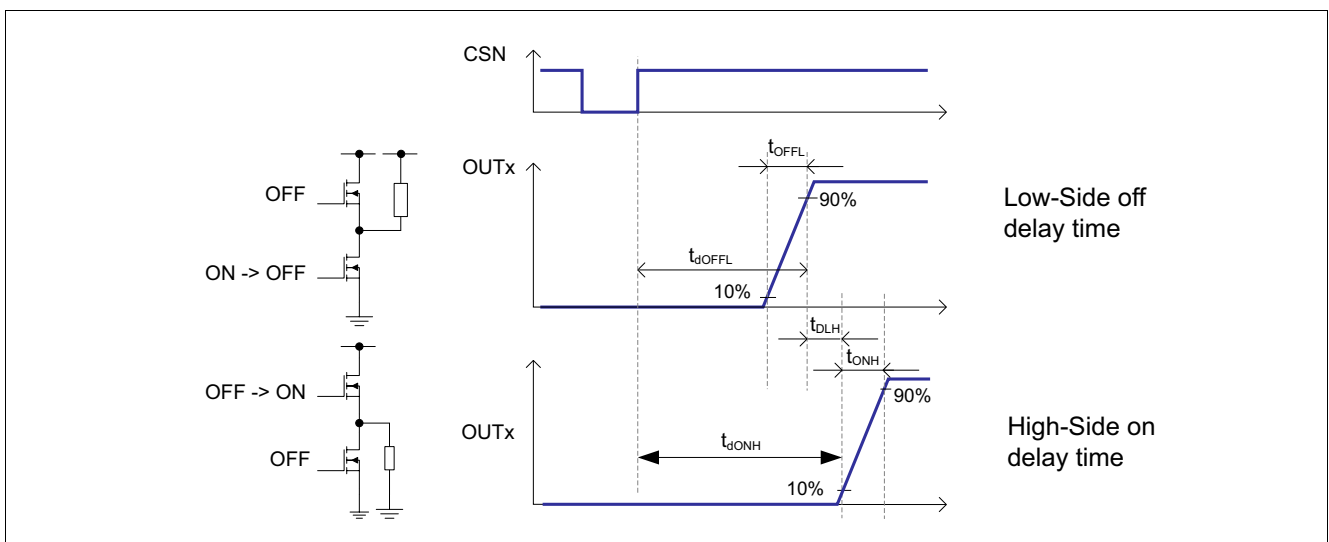 CSN
OUTx
tOFFL
90%
OFF
ON -> OFF
tdOFFL
10%
Low-Side off
delay time
tDLH
tONH
OFF -> ON
OUTx
90%
OFF
tdONH
10%
High-Side on
delay time